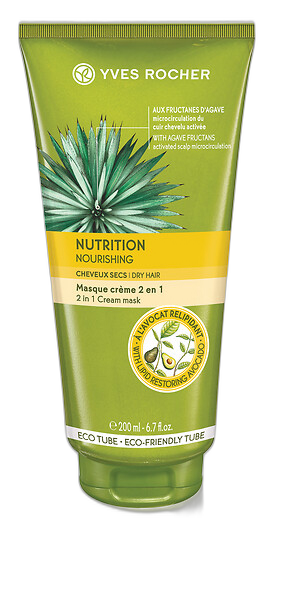 YVES ROCHER
AUX FRUCTANES D'AGAVE
microcirculation du
cuir chevelu activée
WITH AGAVE FRUCTANS
activated scalp microcirculation
NUTRITION
NOURISHING
CHEVEUX SECS | DRY HAIR
Masque crème 2 en 1
2 in 1 Cream mask
• À L'AVOCAT RELIPIDANT •
WITH LIPID RESTORING AVOCADO
℮ 200 ml - 6.7 fl.oz.
ECO TUBE • ECO-FRIENDLY TUBE